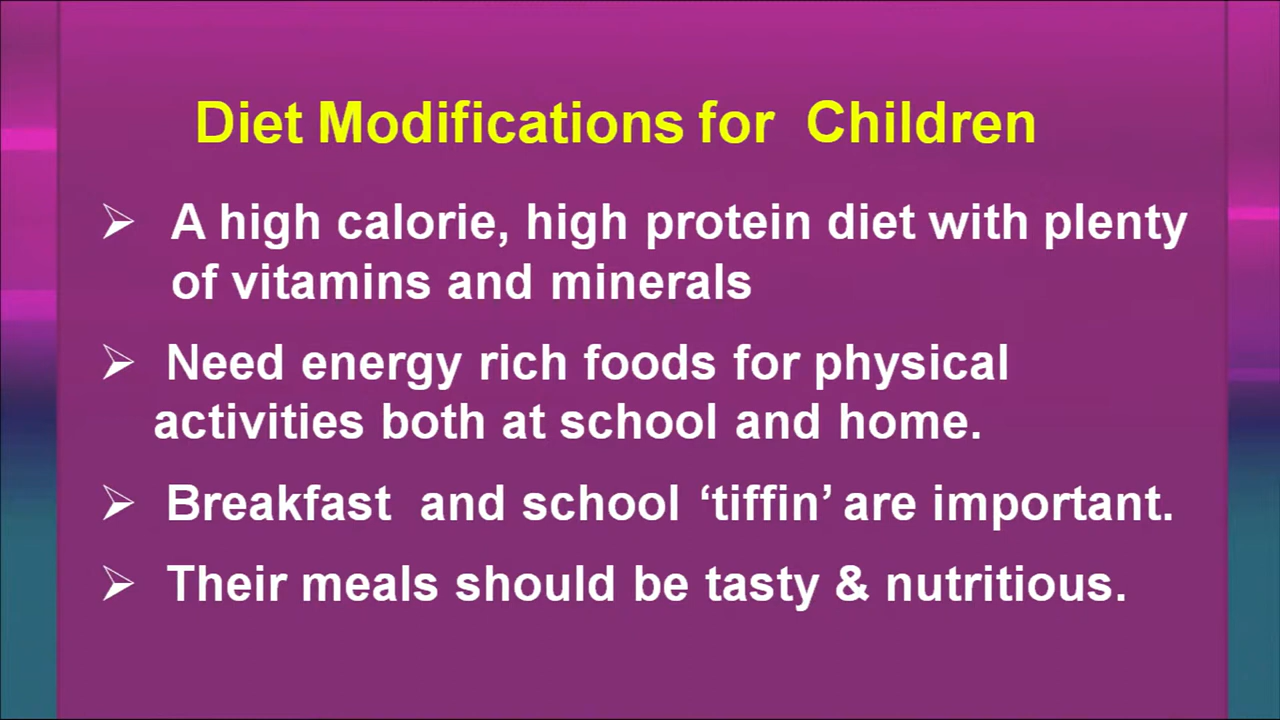 Diet Modifications for Children
➢ A high calorie, high protein diet with plenty
of vitamins and minerals
➢ Need energy rich foods for physical
activities both at school and home.
➢ Breakfast and school ‘tiffin’ are important.
➢ Their meals should be tasty & nutritious.